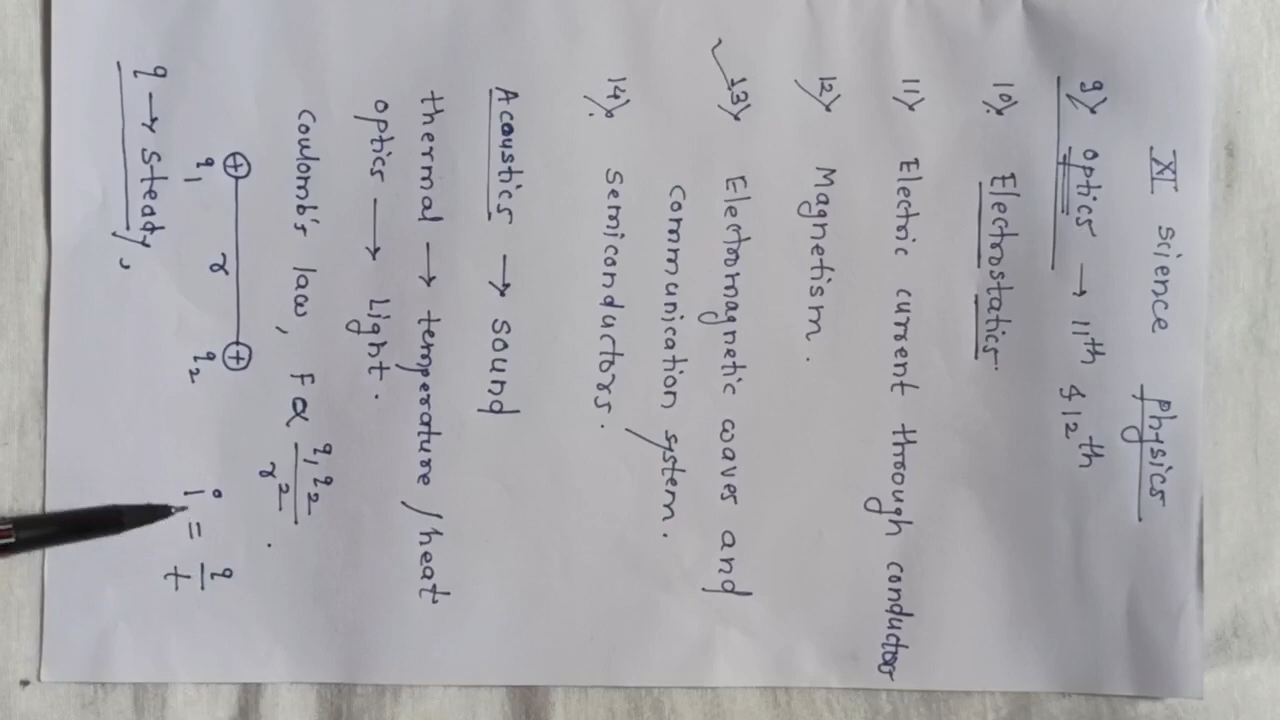 XI science physics
9) optics → 11th & 12th
10). Electrostatics.
11) Electric current through conductors
12) Magnetism.
13) Electromagnetic waves and
communication system.
14). semiconductors.
Acoustics → sound
thermal → temperature / heat
optics → Light.
Coulomb's law, F α q1q2/r²
+ r +
q1 q2 i = q/t
q → steady,